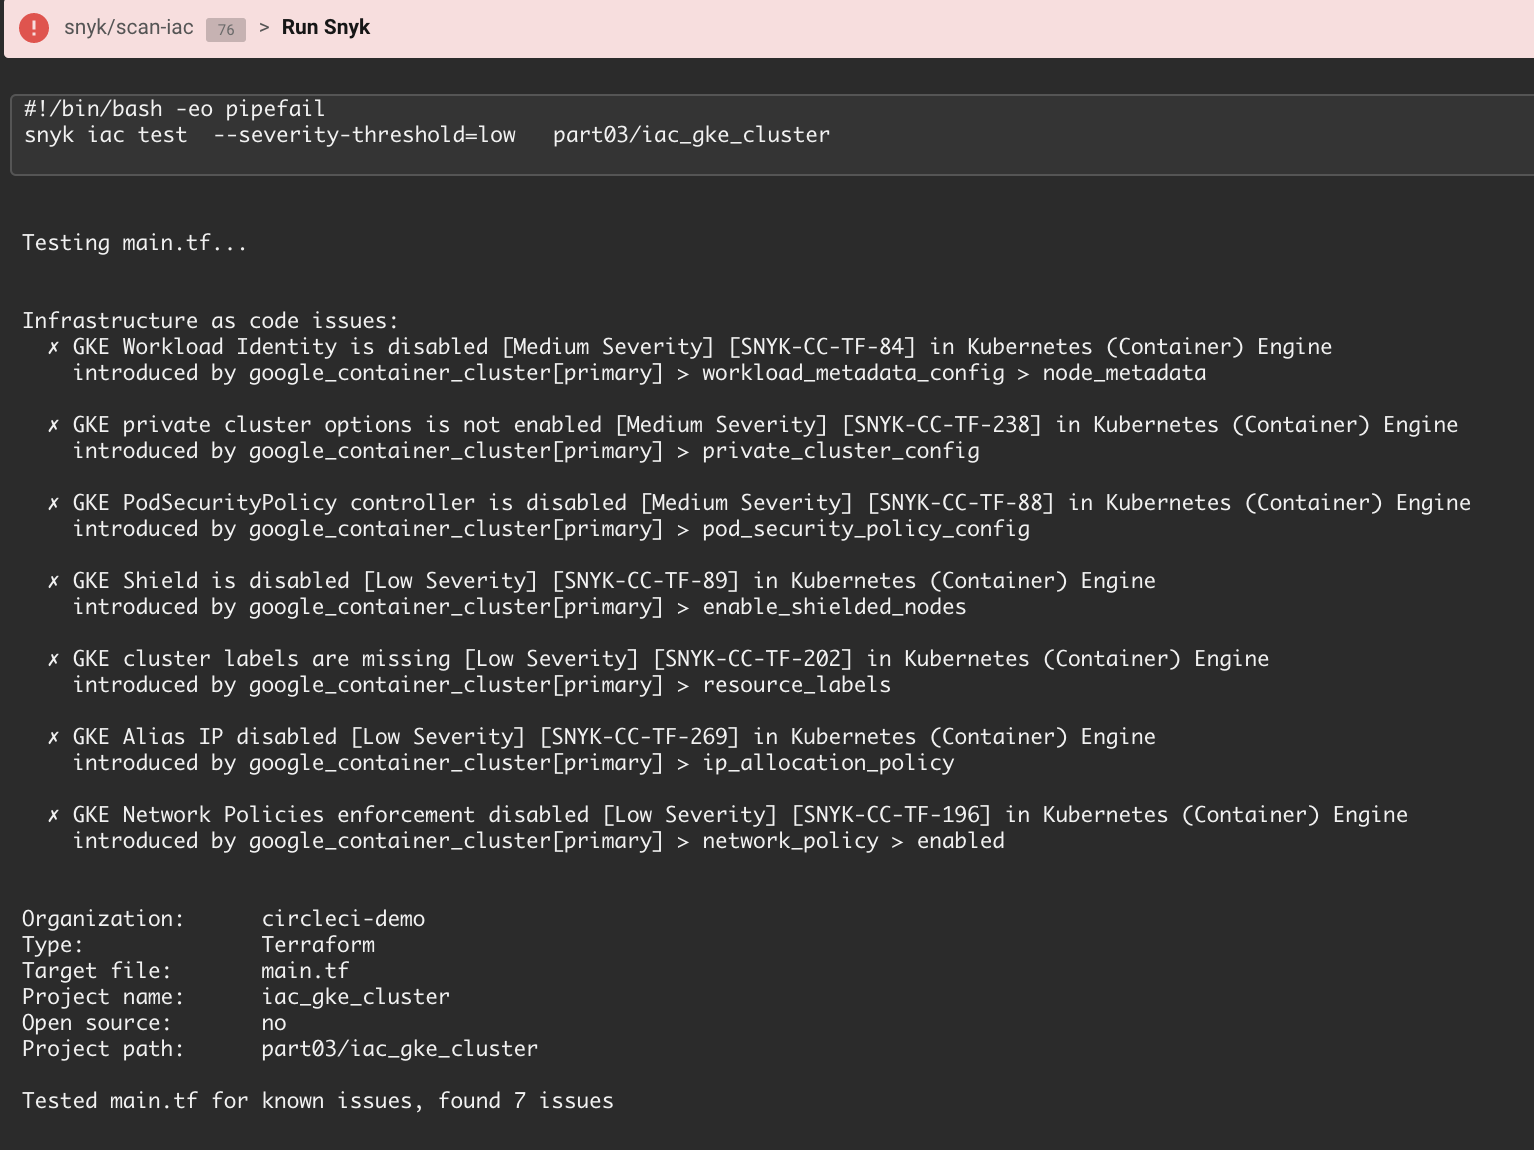 ! snyk/scan-iac 76 > Run Snyk
#!/bin/bash -eo pipefail
snyk iac test  --severity-threshold=low   part03/iac_gke_cluster
Testing main.tf...
Infrastructure as code issues:
✗ GKE Workload Identity is disabled [Medium Severity] [SNYK-CC-TF-84] in Kubernetes (Container) Engine
introduced by google_container_cluster[primary] > workload_metadata_config > node_metadata
✗ GKE private cluster options is not enabled [Medium Severity] [SNYK-CC-TF-238] in Kubernetes (Container) Engine
introduced by google_container_cluster[primary] > private_cluster_config
✗ GKE PodSecurityPolicy controller is disabled [Medium Severity] [SNYK-CC-TF-88] in Kubernetes (Container) Engine
introduced by google_container_cluster[primary] > pod_security_policy_config
✗ GKE Shield is disabled [Low Severity] [SNYK-CC-TF-89] in Kubernetes (Container) Engine
introduced by google_container_cluster[primary] > enable_shielded_nodes
✗ GKE cluster labels are missing [Low Severity] [SNYK-CC-TF-202] in Kubernetes (Container) Engine
introduced by google_container_cluster[primary] > resource_labels
✗ GKE Alias IP disabled [Low Severity] [SNYK-CC-TF-269] in Kubernetes (Container) Engine
introduced by google_container_cluster[primary] > ip_allocation_policy
✗ GKE Network Policies enforcement disabled [Low Severity] [SNYK-CC-TF-196] in Kubernetes (Container) Engine
introduced by google_container_cluster[primary] > network_policy > enabled
Organization:      circleci-demo
Type:              Terraform
Target file:       main.tf
Project name:      iac_gke_cluster
Open source:       no
Project path:      part03/iac_gke_cluster
Tested main.tf for known issues, found 7 issues